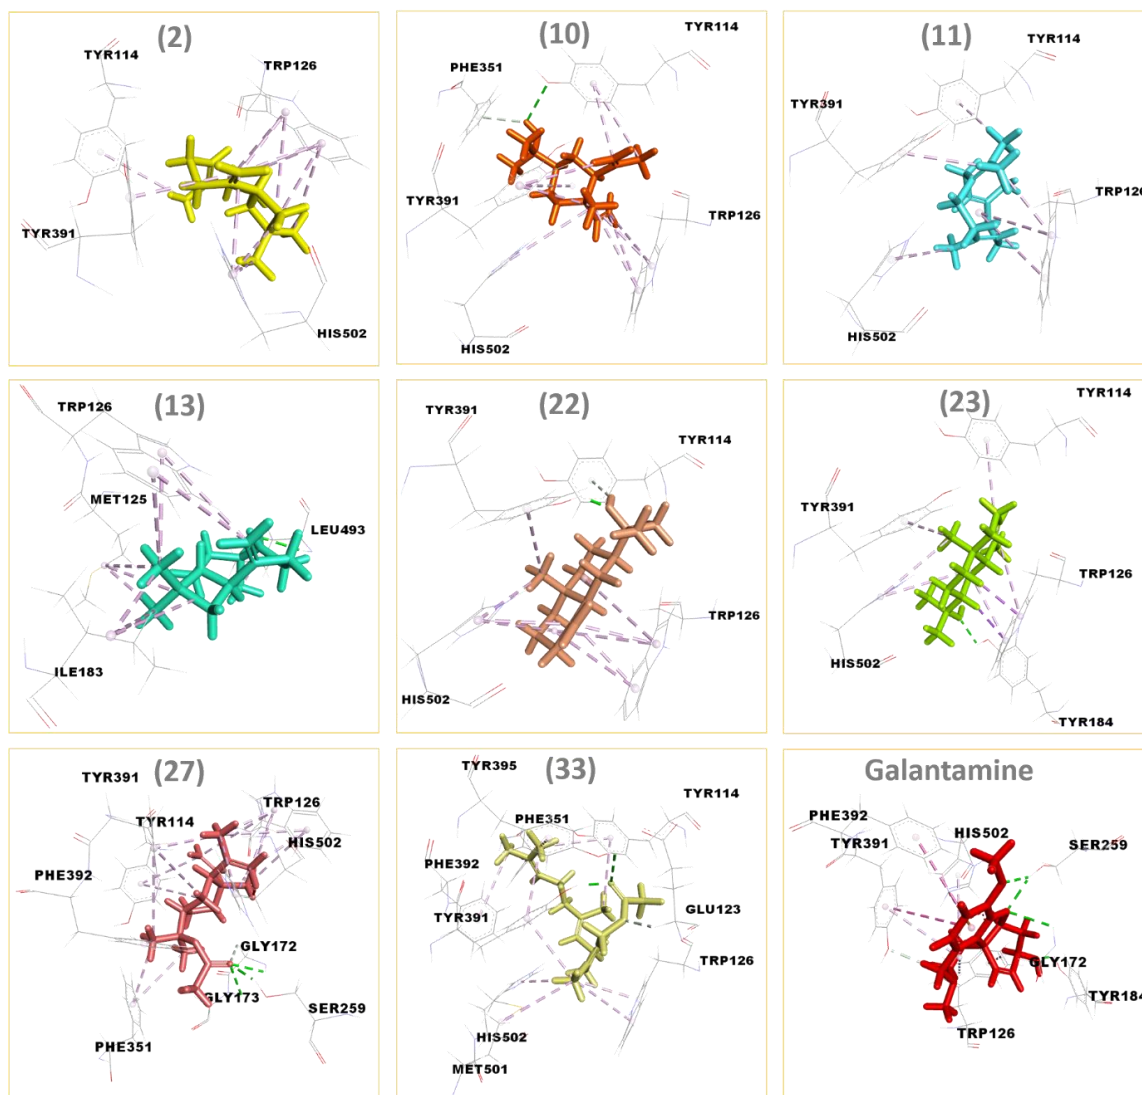 (2)
TYR114
TRP126
TYR391
HIS502
(10)
TYR114
PHE351
TYR391
TRP126
HIS502
(11)
TYR114
TYR391
TRP126
HIS502
(13)
TRP126
MET125
LEU493
ILE183
(22)
TYR391
TYR114
TRP126
HIS502
(23)
TYR114
TYR391
TRP126
HIS502
TYR184
(27)
TYR391
TRP126
TYR114
HIS502
PHE392
GLY172
GLY173
SER259
PHE351
(33)
TYR395
TYR114
PHE351
PHE392
TYR391
GLU123
TRP126
HIS502
MET501
Galantamine
PHE392
HIS502
TYR391
SER259
GLY172
TYR184
TRP126